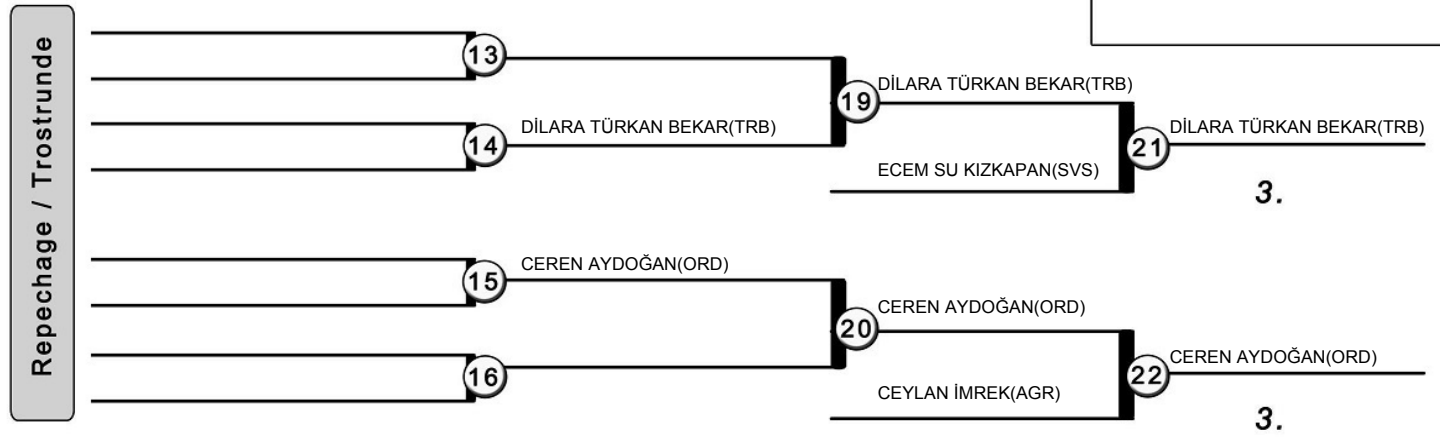 Repechage / Trostrunde
13
14
DİLARA TÜRKAN BEKAR(TRB)
19
DİLARA TÜRKAN BEKAR(TRB)
ECEM SU KIZKAPAN(SVS)
21
DİLARA TÜRKAN BEKAR(TRB)
3.
15
CEREN AYDOĞAN(ORD)
16
20
CEREN AYDOĞAN(ORD)
CEYLAN İMREK(AGR)
22
CEREN AYDOĞAN(ORD)
3.